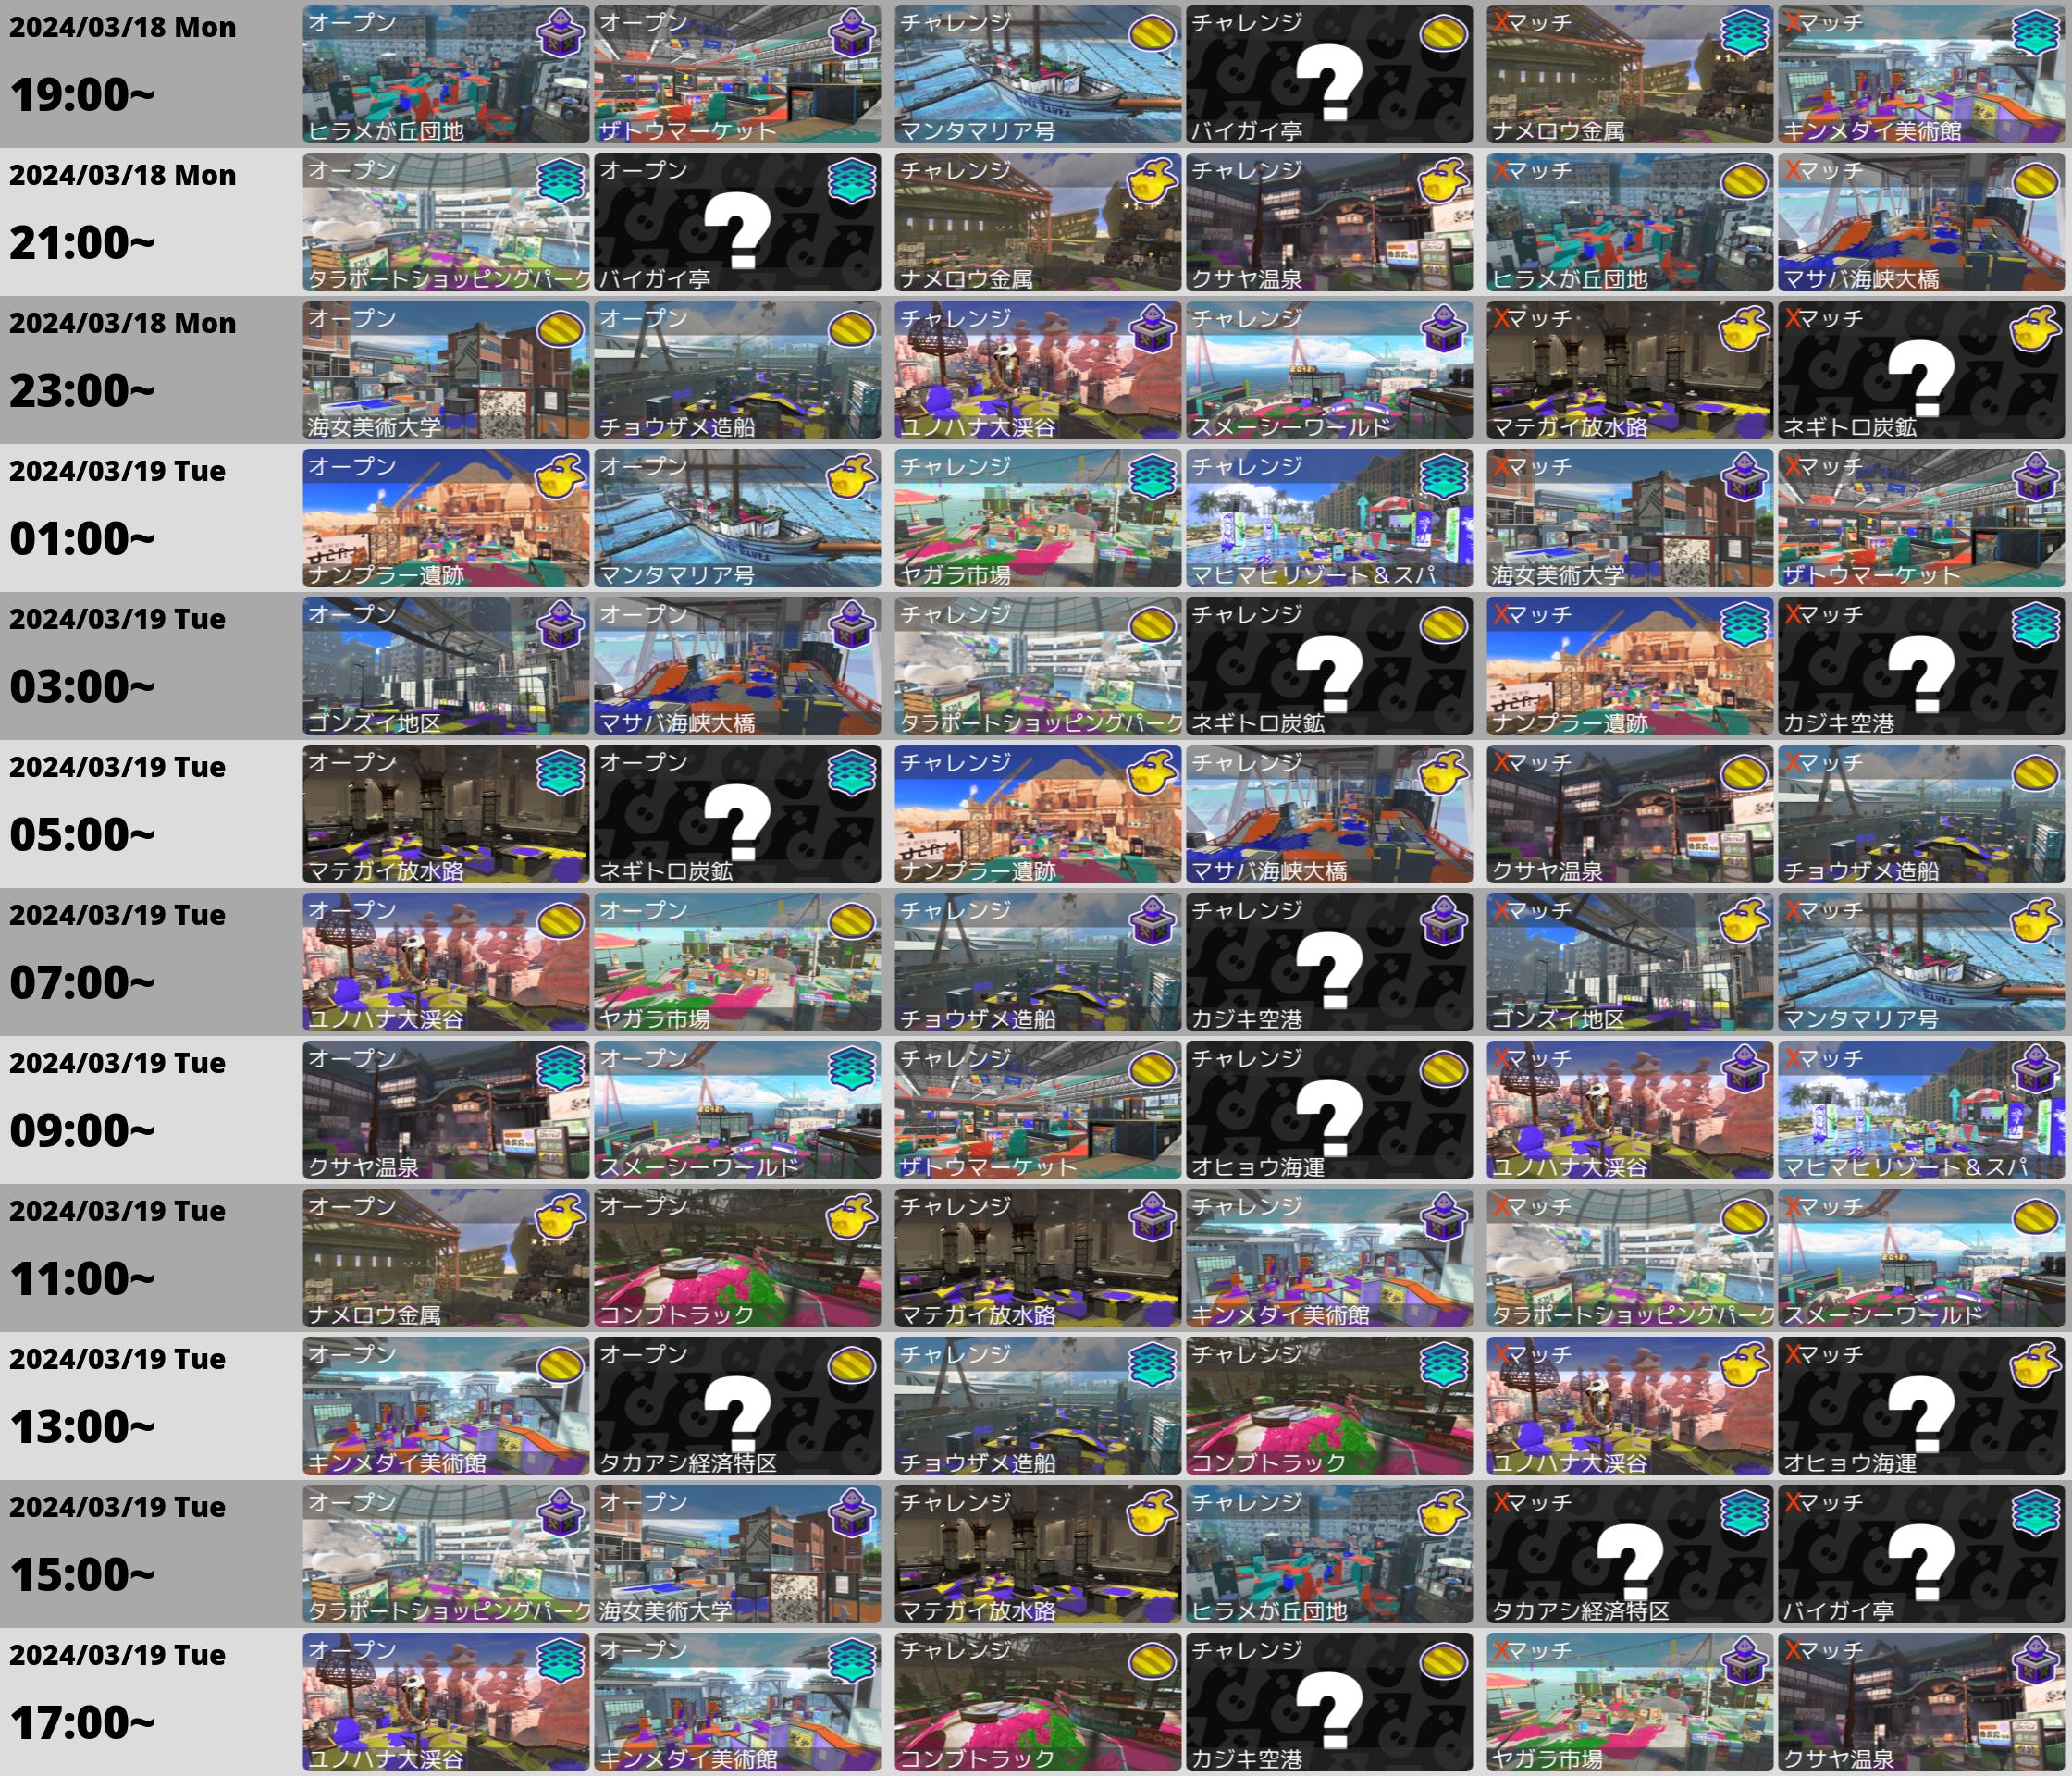 2024/03/18 Mon
19:00~
オープン オープン チャレンジ チャレンジ Xマッチ Xマッチ
ヒラメが丘団地 ザトウマーケット マンタマリア号 バイガイ亭 ナメロウ金属 キンメダイ美術館
2024/03/18 Mon
21:00~
オープン オープン チャレンジ チャレンジ Xマッチ Xマッチ
タラポートショッピングパーク バイガイ亭 ナメロウ金属 クサヤ温泉 ヒラメが丘団地 マサバ海峡大橋
2024/03/18 Mon
23:00~
オープン オープン チャレンジ チャレンジ Xマッチ Xマッチ
海女美術大学 チョウザメ造船 ユノハナ大渓谷 スメーシーワールド マテガイ放水路 ネギトロ炭鉱
2024/03/19 Tue
01:00~
オープン オープン チャレンジ チャレンジ Xマッチ Xマッチ
ナンプラー遺跡 マンタマリア号 ヤガラ市場 マヒマヒリゾート＆スパ 海女美術大学 ザトウマーケット
2024/03/19 Tue
03:00~
オープン オープン チャレンジ チャレンジ Xマッチ Xマッチ
ゴンズイ地区 マサバ海峡大橋 タラポートショッピングパーク ネギトロ炭鉱 ナンプラー遺跡 カジキ空港
2024/03/19 Tue
05:00~
オープン オープン チャレンジ チャレンジ Xマッチ Xマッチ
マテガイ放水路 ネギトロ炭鉱 ナンプラー遺跡 マサバ海峡大橋 クサヤ温泉 チョウザメ造船
2024/03/19 Tue
07:00~
オープン オープン チャレンジ チャレンジ Xマッチ Xマッチ
ユノハナ大渓谷 ヤガラ市場 チョウザメ造船 カジキ空港 ゴンズイ地区 マンタマリア号
2024/03/19 Tue
09:00~
オープン オープン チャレンジ チャレンジ Xマッチ Xマッチ
クサヤ温泉 スメーシーワールド ザトウマーケット オヒョウ海運 ユノハナ大渓谷 マヒマヒリゾート＆スパ
2024/03/19 Tue
11:00~
オープン オープン チャレンジ チャレンジ Xマッチ Xマッチ
ナメロウ金属 コンブトラック マテガイ放水路 キンメダイ美術館 タラポートショッピングパーク スメーシーワールド
2024/03/19 Tue
13:00~
オープン オープン チャレンジ チャレンジ Xマッチ Xマッチ
キンメダイ美術館 タカアシ経済特区 チョウザメ造船 コンブトラック ユノハナ大渓谷 オヒョウ海運
2024/03/19 Tue
15:00~
オープン オープン チャレンジ チャレンジ Xマッチ Xマッチ
タラポートショッピングパーク 海女美術大学 マテガイ放水路 ヒラメが丘団地 タカアシ経済特区 バイガイ亭
2024/03/19 Tue
17:00~
オープン オープン チャレンジ チャレンジ Xマッチ Xマッチ
ユノハナ大渓谷 キンメダイ美術館 コンブトラック カジキ空港 ヤガラ市場 クサヤ温泉